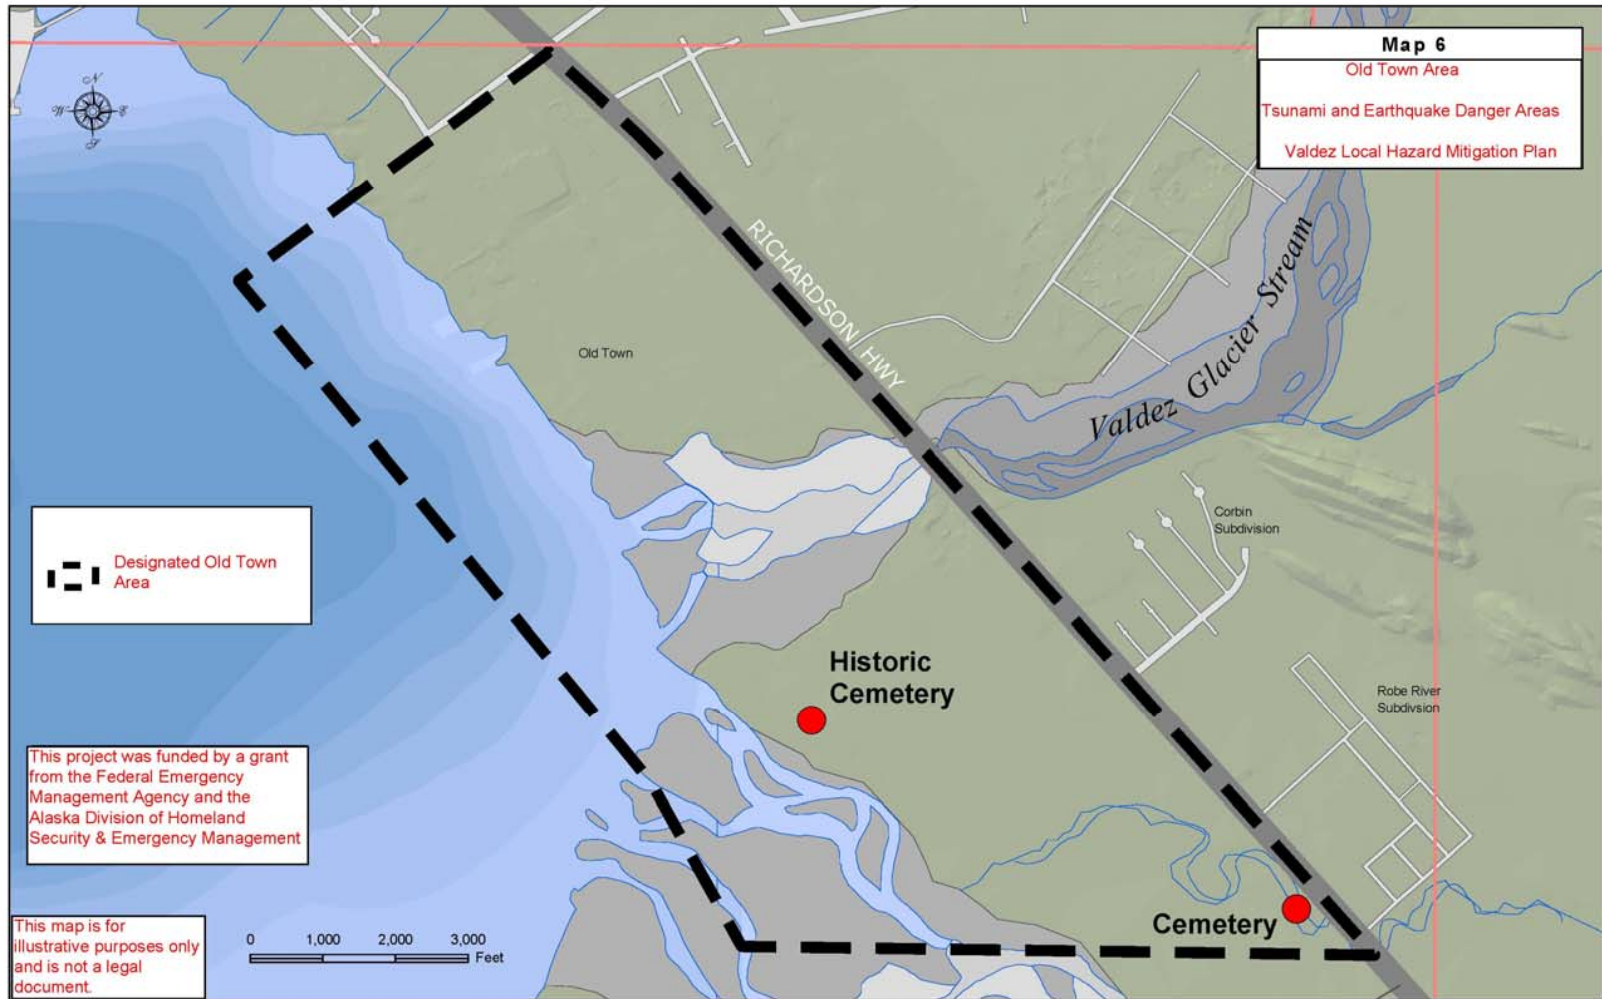 Map 6
Old Town Area
Tsunami and Earthquake Danger Areas
Valdez Local Hazard Mitigation Plan
N
W
E
S
RICHARDSON HWY
Valdez Glacier Stream
Old Town
Corbin
Subdivision
Designated Old Town
Area
Historic
Cemetery
Robe River
Subdivsion
This project was funded by a grant
from the Federal Emergency
Management Agency and the
Alaska Division of Homeland
Security & Emergency Management
Cemetery
This map is for
illustrative purposes only
and is not a legal
document.
0 1,000 2,000 3,000
Feet